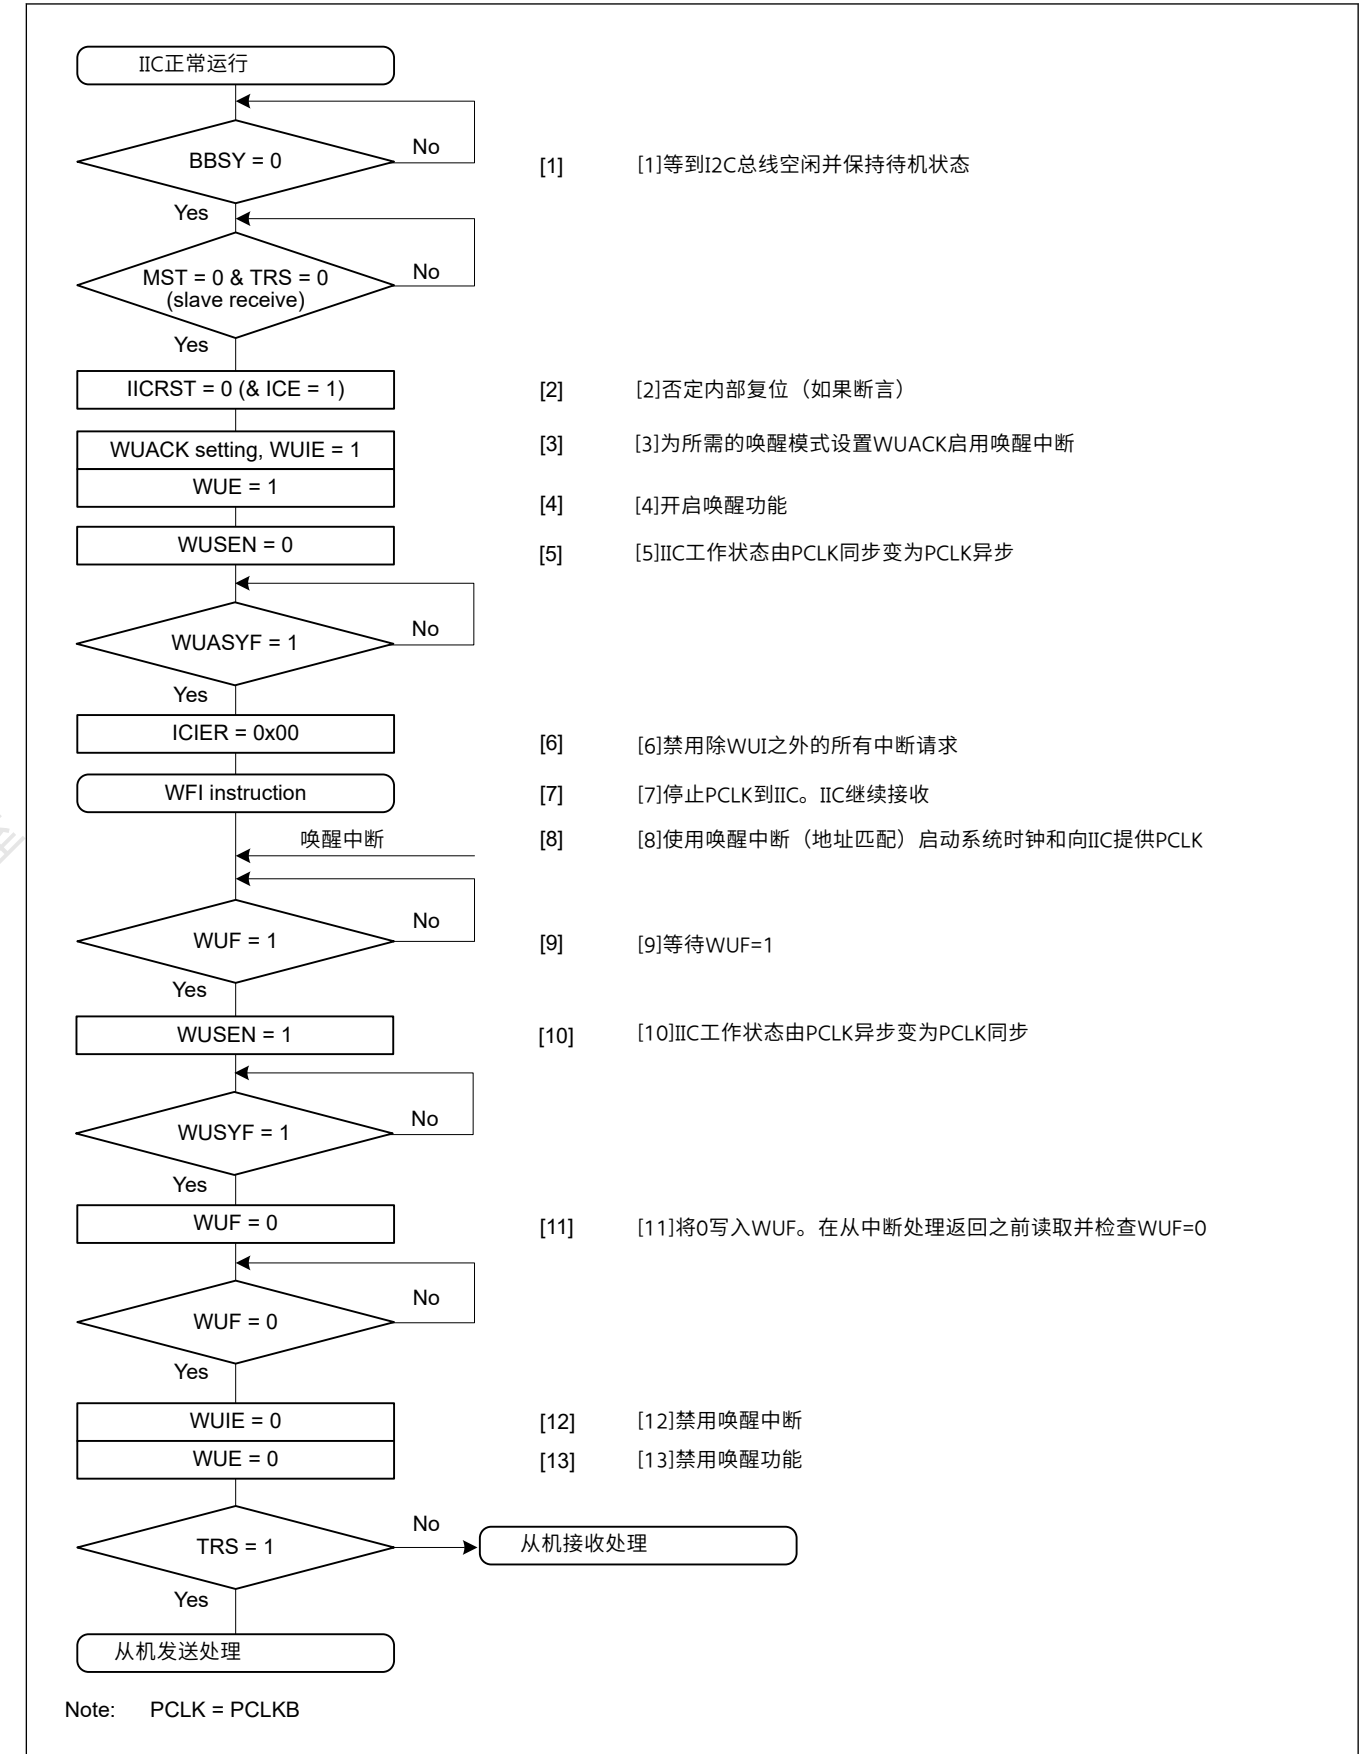 IIC正常运行
No
BBSY = 0
[1] [1]等到I2C总线空闲并保持待机状态
Yes
No
MST = 0 & TRS = 0
(slave receive)
Yes
IICRST = 0 (& ICE = 1)
[2] [2]否定内部复位（如果断言）
WUACK setting, WUIE = 1
[3] [3]为所需的唤醒模式设置WUACK启用唤醒中断
WUE = 1
[4] [4]开启唤醒功能
WUSEN = 0
[5] [5]IIC工作状态由PCLK同步变为PCLK异步
No
WUASYF = 1
Yes
ICIER = 0x00
[6] [6]禁用除WUI之外的所有中断请求
WFI instruction
[7] [7]停止PCLK到IIC。IIC继续接收
唤醒中断
[8] [8]使用唤醒中断（地址匹配）启动系统时钟和向IIC提供PCLK
No
WUF = 1
[9] [9]等待WUF=1
Yes
WUSEN = 1
[10] [10]IIC工作状态由PCLK异步变为PCLK同步
No
WUSYF = 1
Yes
WUF = 0
[11] [11]将0写入WUF。在从中断处理返回之前读取并检查WUF=0
No
WUF = 0
Yes
WUIE = 0
[12] [12]禁用唤醒中断
WUE = 0
[13] [13]禁用唤醒功能
No
TRS = 1
从机接收处理
Yes
从机发送处理
Note: PCLK = PCLKB